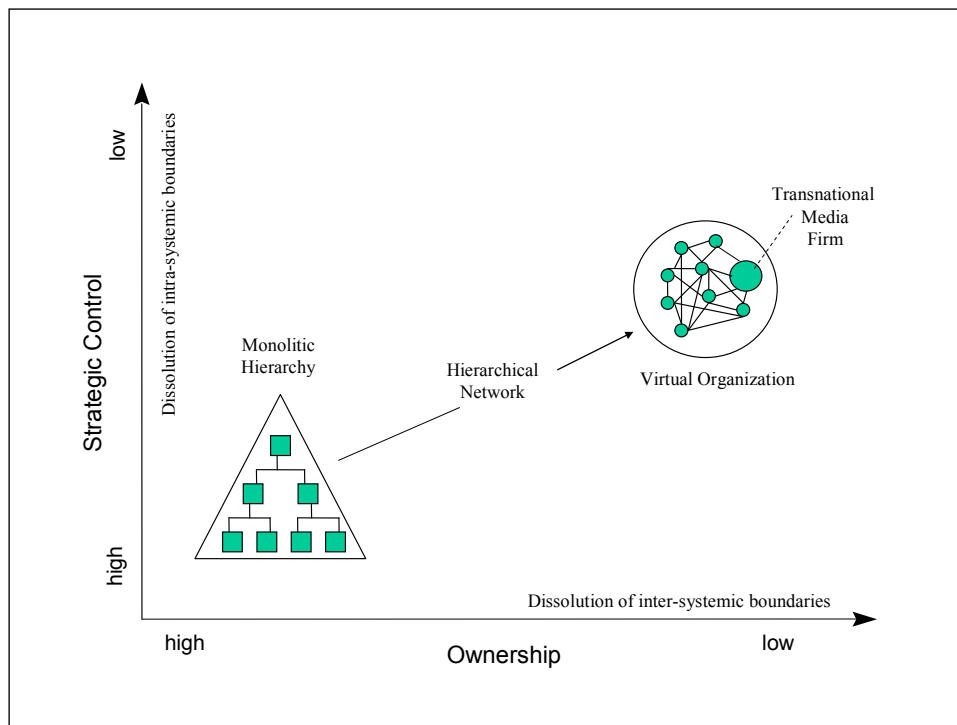 low
Dissolution of intra-systemic boundaries
Strategic Control
high
Transnational
Media
Firm
Monolitic
Hierarchy
Hierarchical
Network
Virtual Organization
Dissolution of inter-systemic boundaries
high
Ownership
low